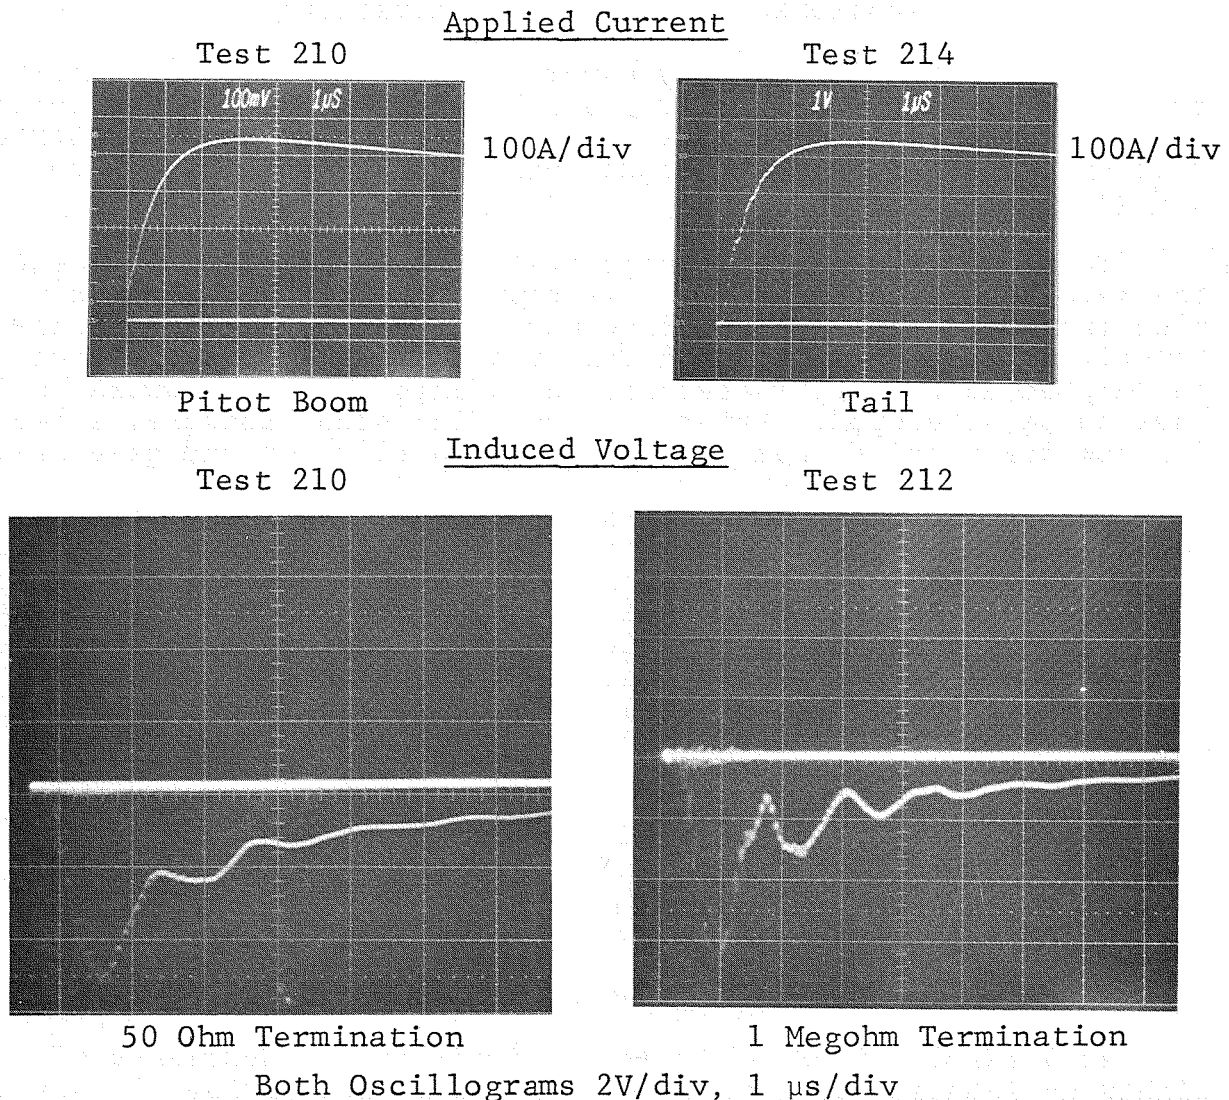 Applied Current
Test 210
Test 214
100mV 1µS
1V 1µS
100A/div
100A/div
Pitot Boom
Tail
Induced Voltage
Test 210
Test 212
50 Ohm Termination
1 Megohm Termination
Both Oscillograms 2V/div, 1 µs/div